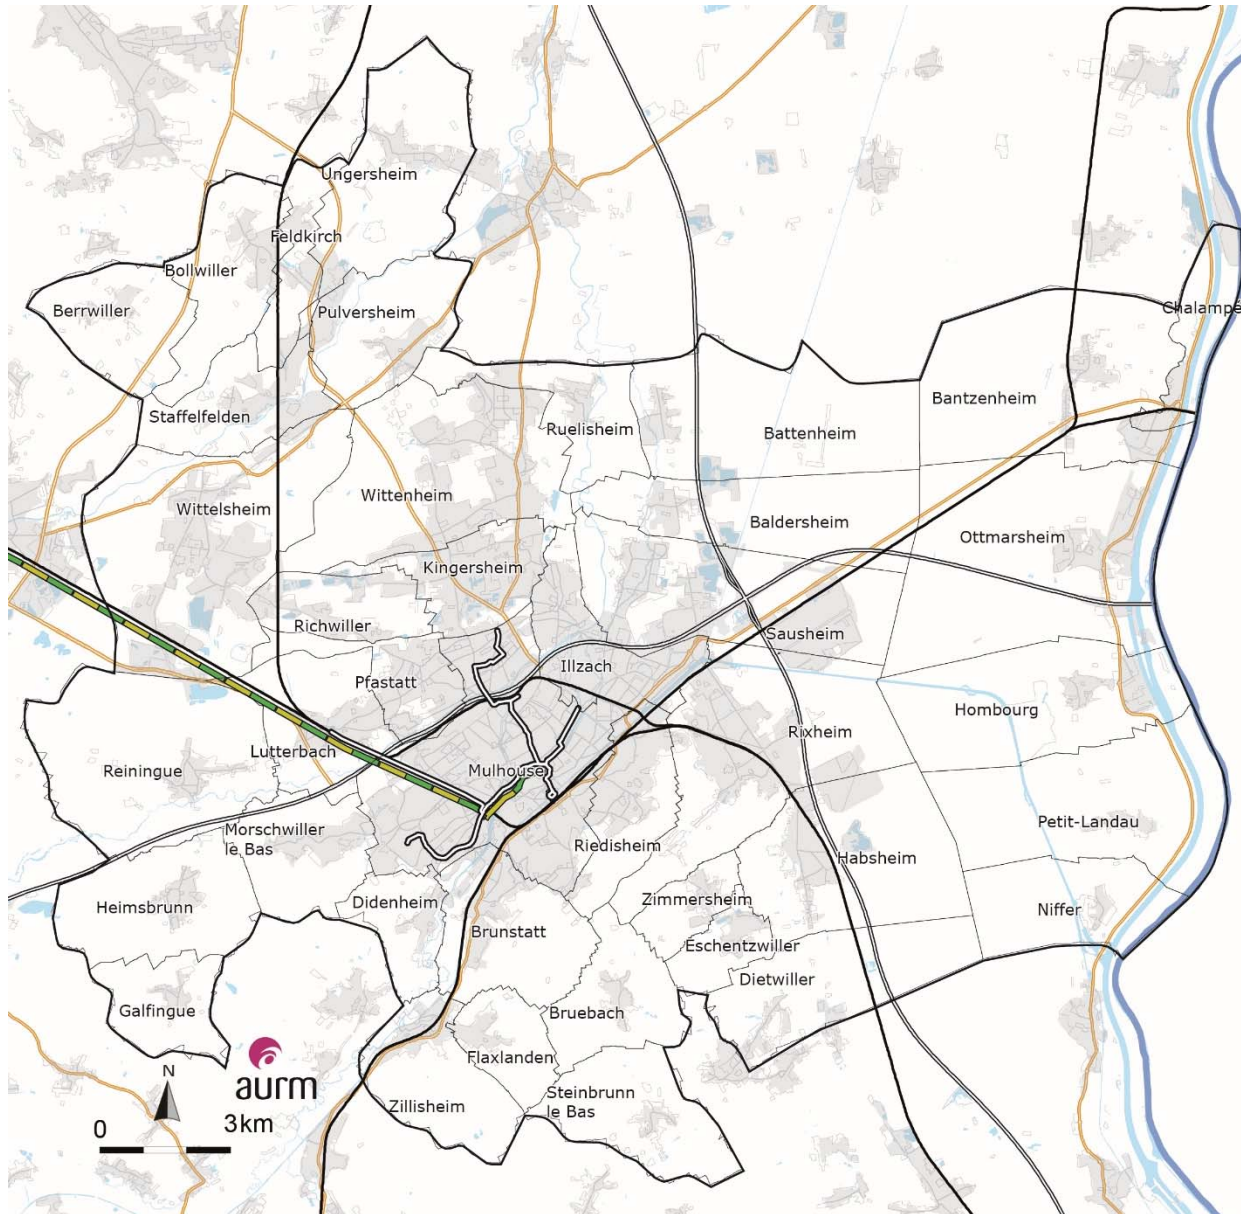 Ungersheim
Feldkirch
Bollwiller
Berrwiller
Pulversheim
Chalampé
Staffelfelden
Bantzenheim
Ruelisheim
Battenheim
Wittelsheim
Wittenheim
Baldersheim
Ottmarsheim
Kingersheim
Richwiller
Sausheim
Illzach
Pfastatt
Hombourg
Rixheim
Lutterbach
Reiningue
Mulhouse
Petit-Landau
Morschwiller
le Bas
Riedisheim
Habsheim
Heimsbrunn
Didenheim
Zimmersheim
Niffer
Brunstatt
Eschentzwiller
Dietwiller
Galfingue
Bruebach
Flaxlanden
Steinbrunn
le Bas
Zillisheim
aurm
N
0
3km